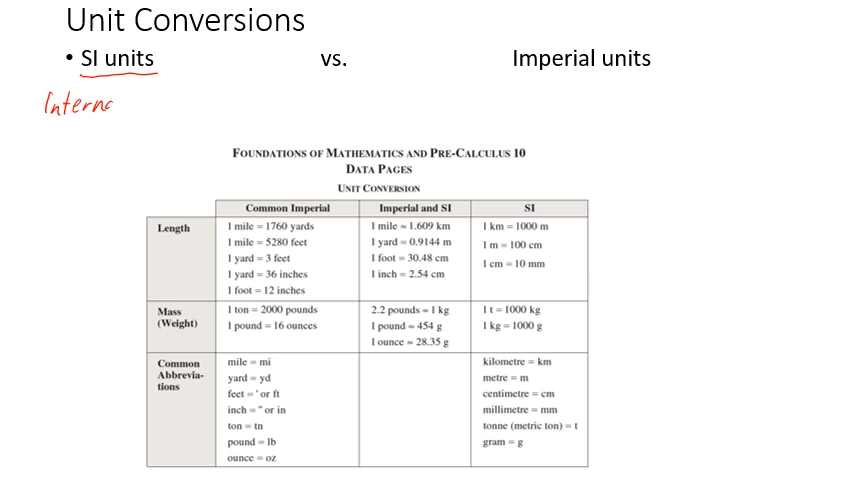 Unit Conversions
• SI units vs. Imperial units
Interna
FOUNDATIONS OF MATHEMATICS AND PRE-CALCULUS 10
DATA PAGES
UNIT CONVERSION
Common Imperial Imperial and SI SI
Length
1 mile = 1760 yards
1 mile = 5280 feet
1 yard = 3 feet
1 yard = 36 inches
1 foot = 12 inches
1 mile ≈ 1.609 km
1 yard = 0.9144 m
1 foot = 30.48 cm
1 inch = 2.54 cm
1 km = 1000 m
1 m = 100 cm
1 cm = 10 mm
Mass
(Weight)
1 ton = 2000 pounds
1 pound = 16 ounces
2.2 pounds ≈ 1 kg
1 pound ≈ 454 g
1 ounce ≈ 28.35 g
1 t = 1000 kg
1 kg = 1000 g
Common
Abbrevia-
tions
mile = mi
yard = yd
feet = ' or ft
inch = " or in
ton = tn
pound = lb
ounce = oz
kilometre = km
metre = m
centimetre = cm
millimetre = mm
tonne (metric ton) = t
gram = g